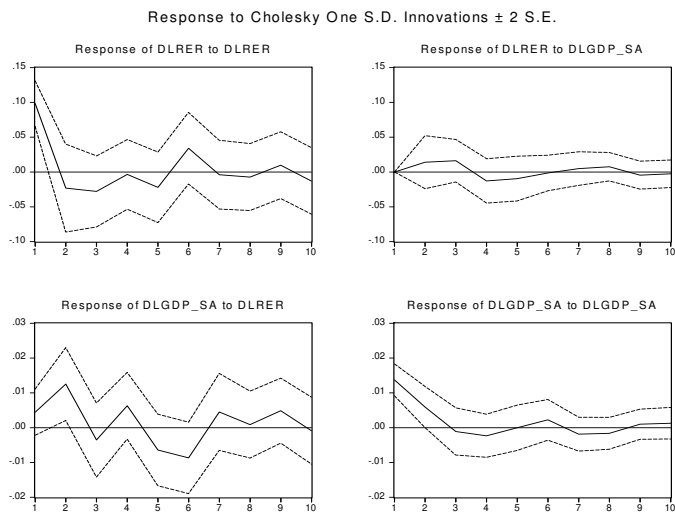 Response to Cholesky One S.D. Innovations ± 2 S.E.
Response of DLRER to DLRER
.15
.10
.05
.00
-.05
-.10
1 2 3 4 5 6 7 8 9 10
Response of DLRER to DLGDP_SA
.15
.10
.05
.00
-.05
-.10
1 2 3 4 5 6 7 8 9 10
Response of DLGDP_SA to DLRER
.03
.02
.01
.00
-.01
-.02
1 2 3 4 5 6 7 8 9 10
Response of DLGDP_SA to DLGDP_SA
.03
.02
.01
.00
-.01
-.02
1 2 3 4 5 6 7 8 9 10